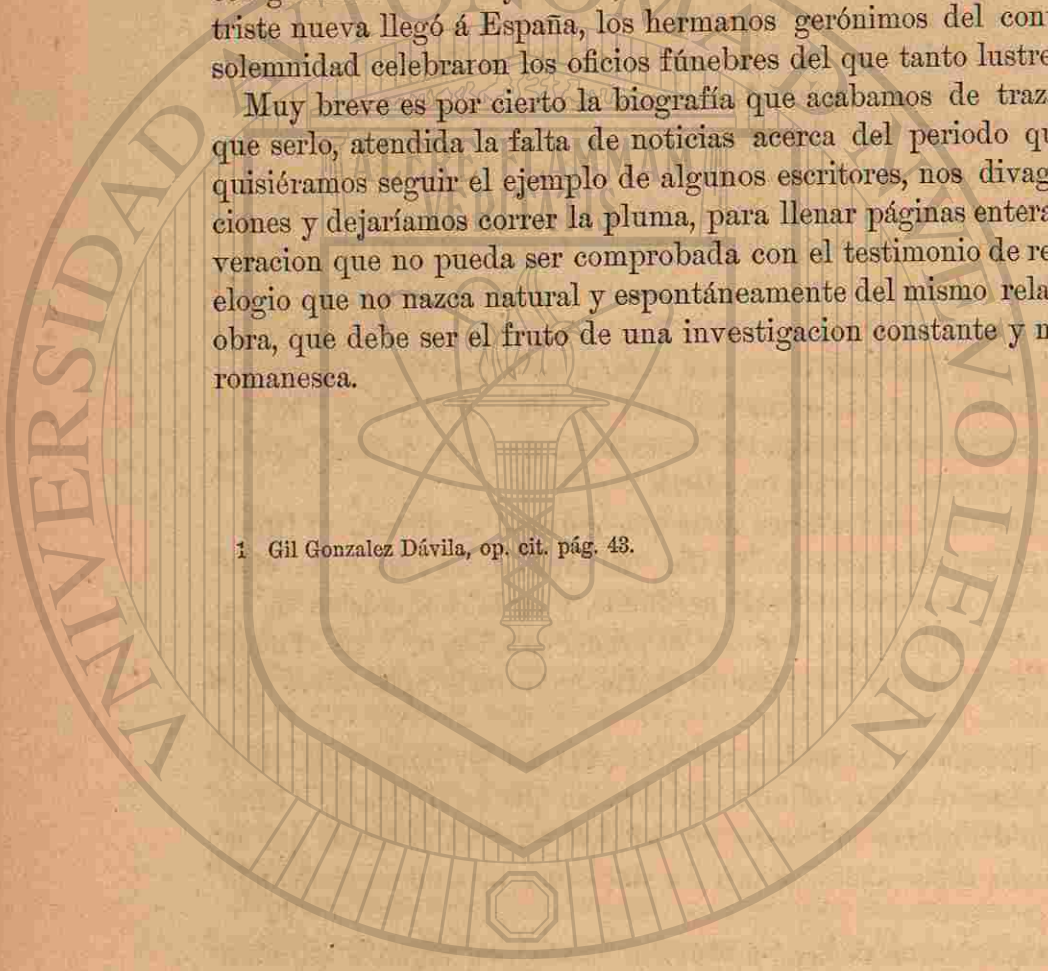 triste nueva llegó á España, los hermanos gerónimos del con
solemnidad celebraron los oficios fúnebres del que tanto lustre
Muy breve es por cierto la biografía que acabamos de traz
que serlo, atendida la falta de noticias acerca del periodo qu
quisiéramos seguir el ejemplo de algunos escritores, nos divag
ciones y dejaríamos correr la pluma, para llenar páginas entera
veracion que no pueda ser comprobada con el testimonio de re
elogio que no nazca natural y espontáneamente del mismo rela
obra, que debe ser el fruto de una investigacion constante y n
romanesca.
1 Gil Gonzalez Dávila, op. cit. pág. 43.